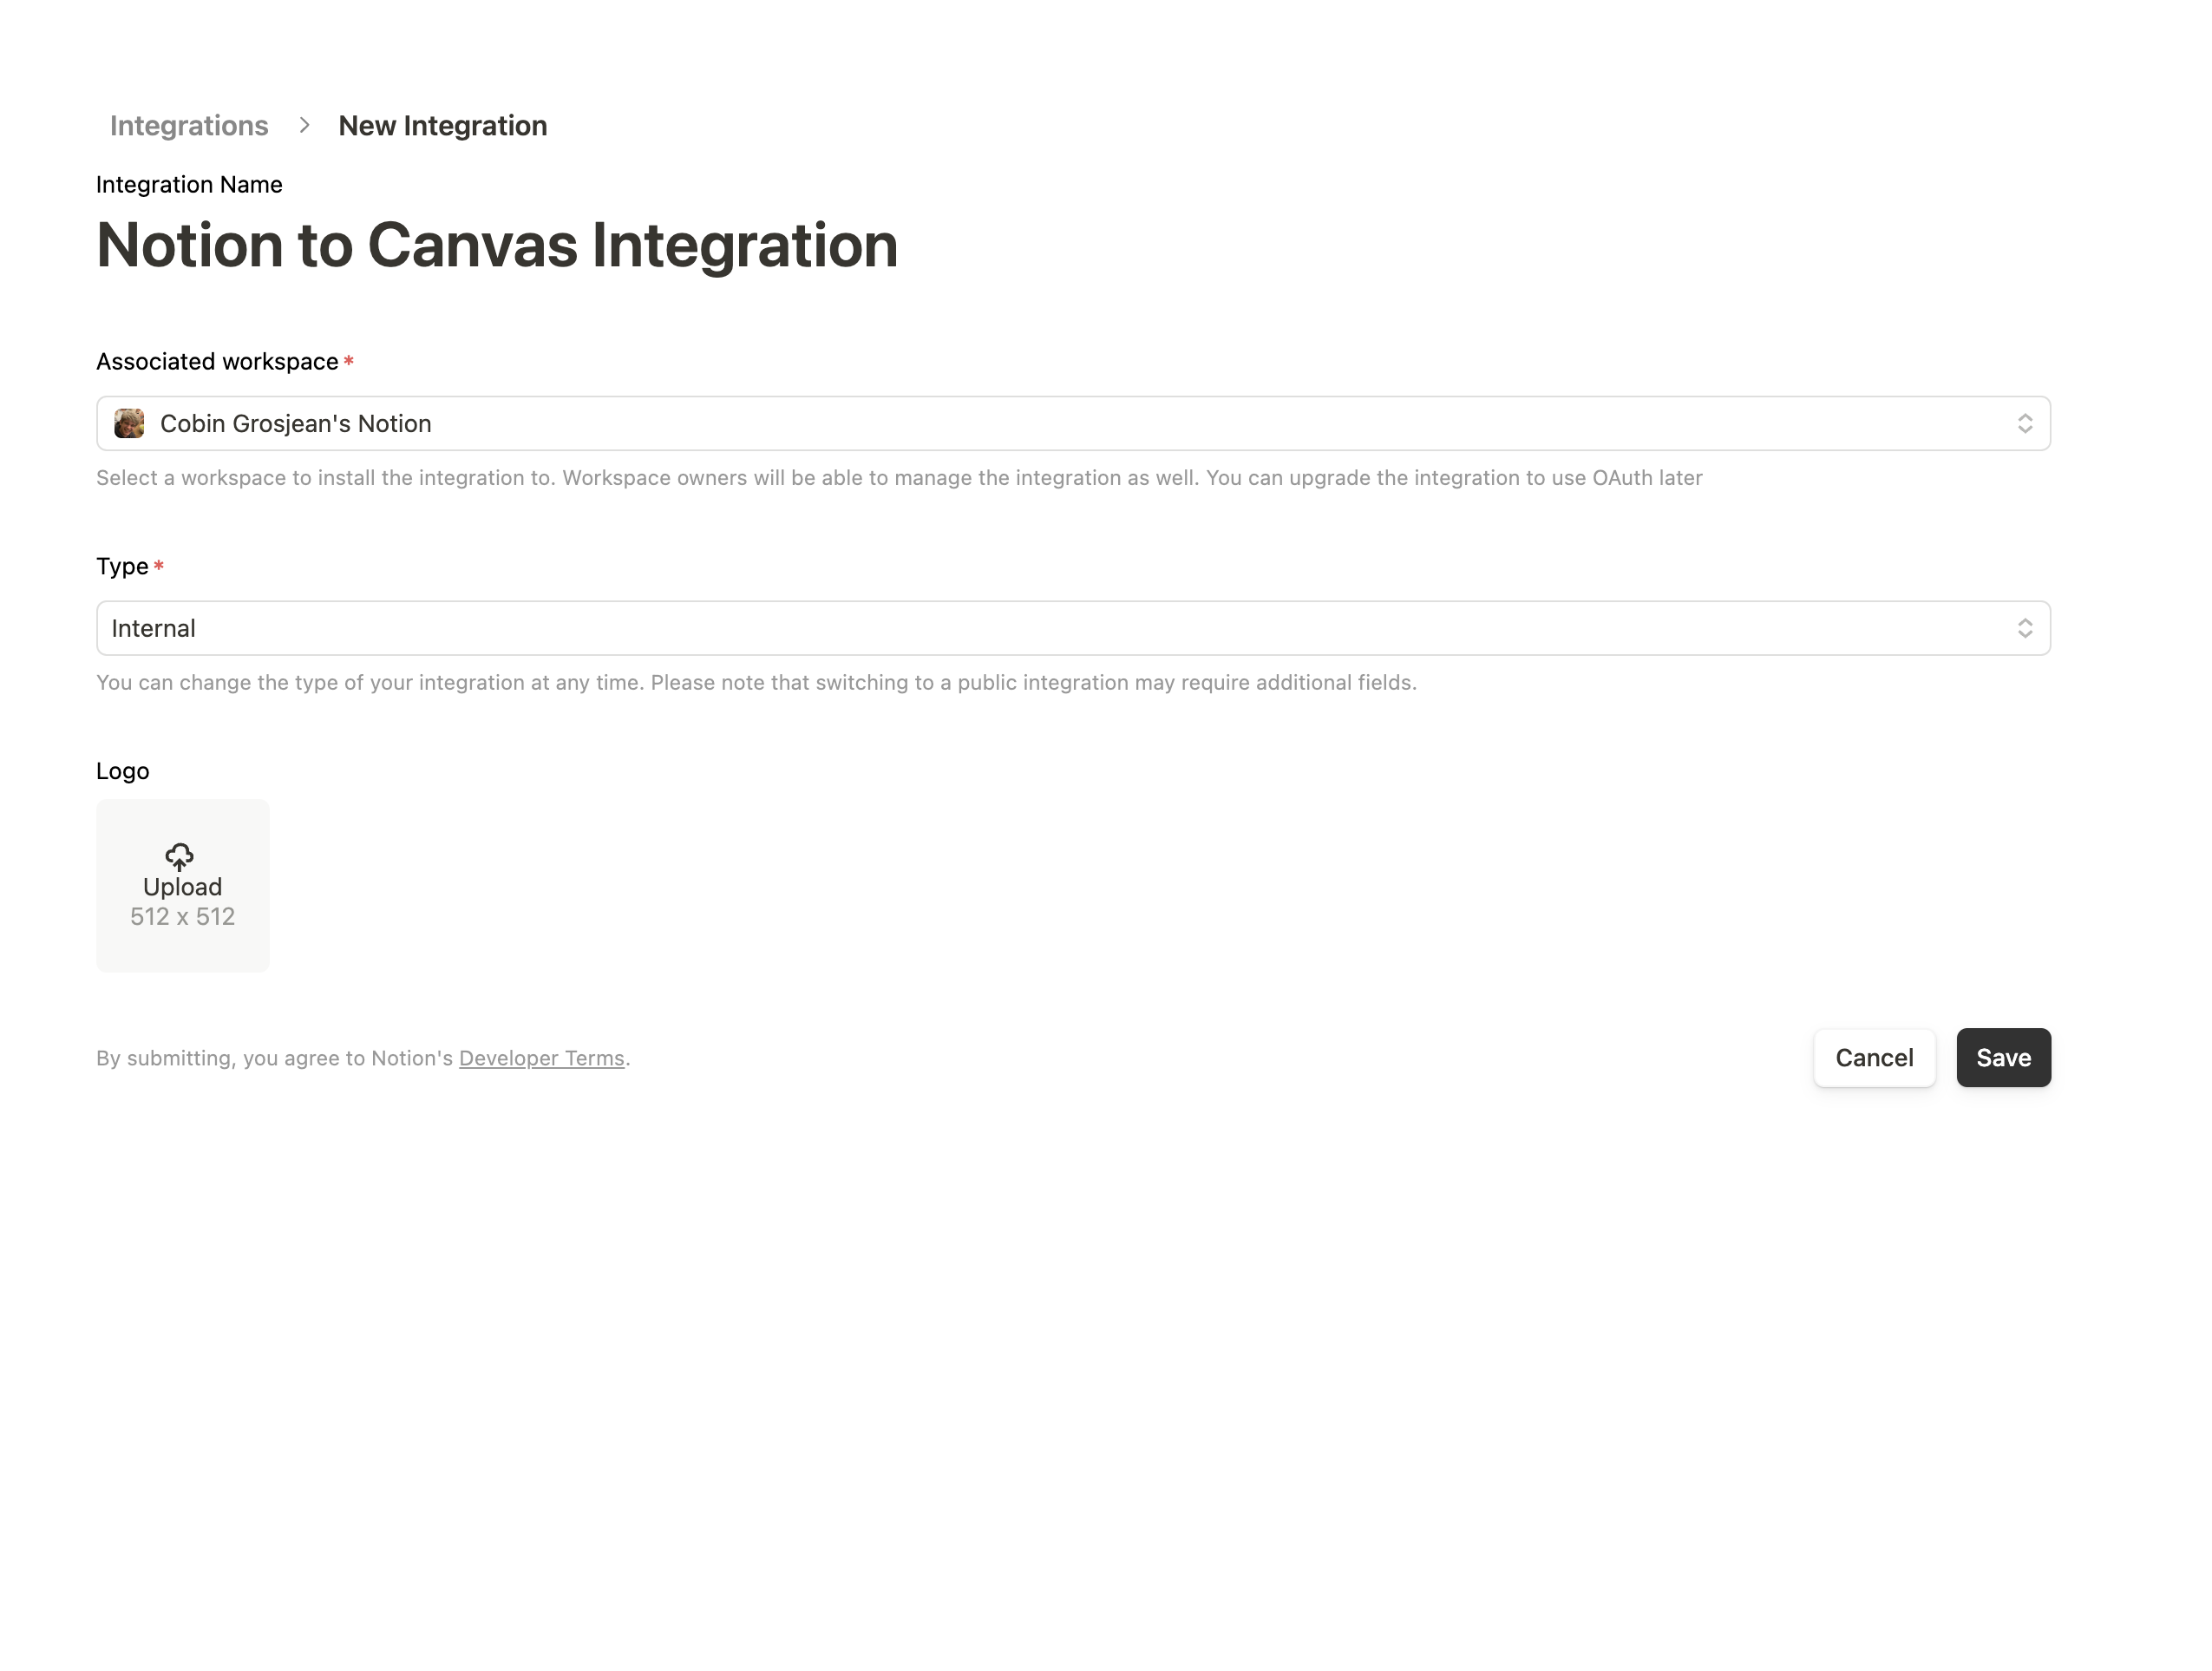 Integrations > New Integration
Integration Name
Notion to Canvas Integration
Associated workspace *
Cobin Grosjean's Notion
Select a workspace to install the integration to. Workspace owners will be able to manage the integration as well. You can upgrade the integration to use OAuth later
Type *
Internal
You can change the type of your integration at any time. Please note that switching to a public integration may require additional fields.
Logo
Upload
512 x 512
By submitting, you agree to Notion's Developer Terms.
Cancel
Save